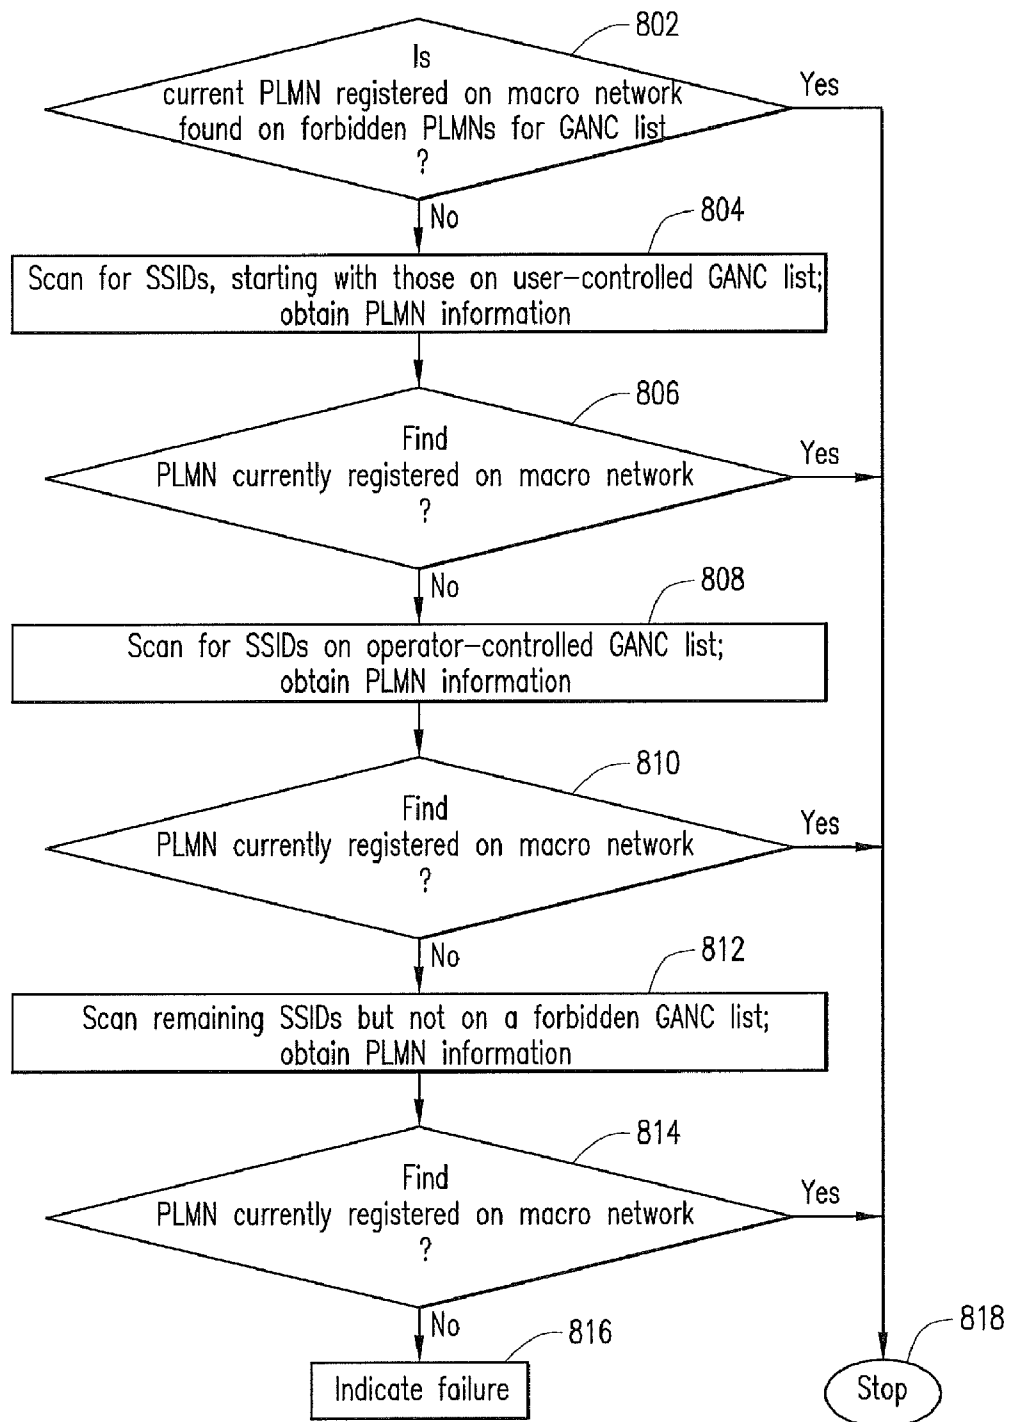 802
Is
current PLMN registered on macro network
found on forbidden PLMNs for GANC list
?
Yes
No
804
Scan for SSIDs, starting with those on user-controlled GANC list;
obtain PLMN information
806
Find
PLMN currently registered on macro network
?
Yes
No
808
Scan for SSIDs on operator-controlled GANC list;
obtain PLMN information
810
Find
PLMN currently registered on macro network
?
Yes
No
812
Scan remaining SSIDs but not on a forbidden GANC list;
obtain PLMN information
814
Find
PLMN currently registered on macro network
?
Yes
No
816
Indicate failure
818
Stop